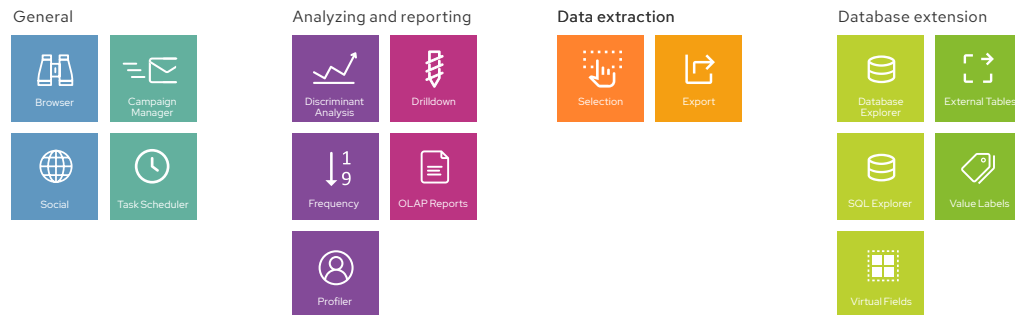 General
Browser
Campaign
Manager
Social
Task Scheduler
Analyzing and reporting
Discriminant
Analysis
Drilldown
1
9
Frequency
OLAP Reports
Profiler
Data extraction
Selection
Export
Database extension
Database
Explorer
External Tables
SQL Explorer
Value Labels
Virtual Fields